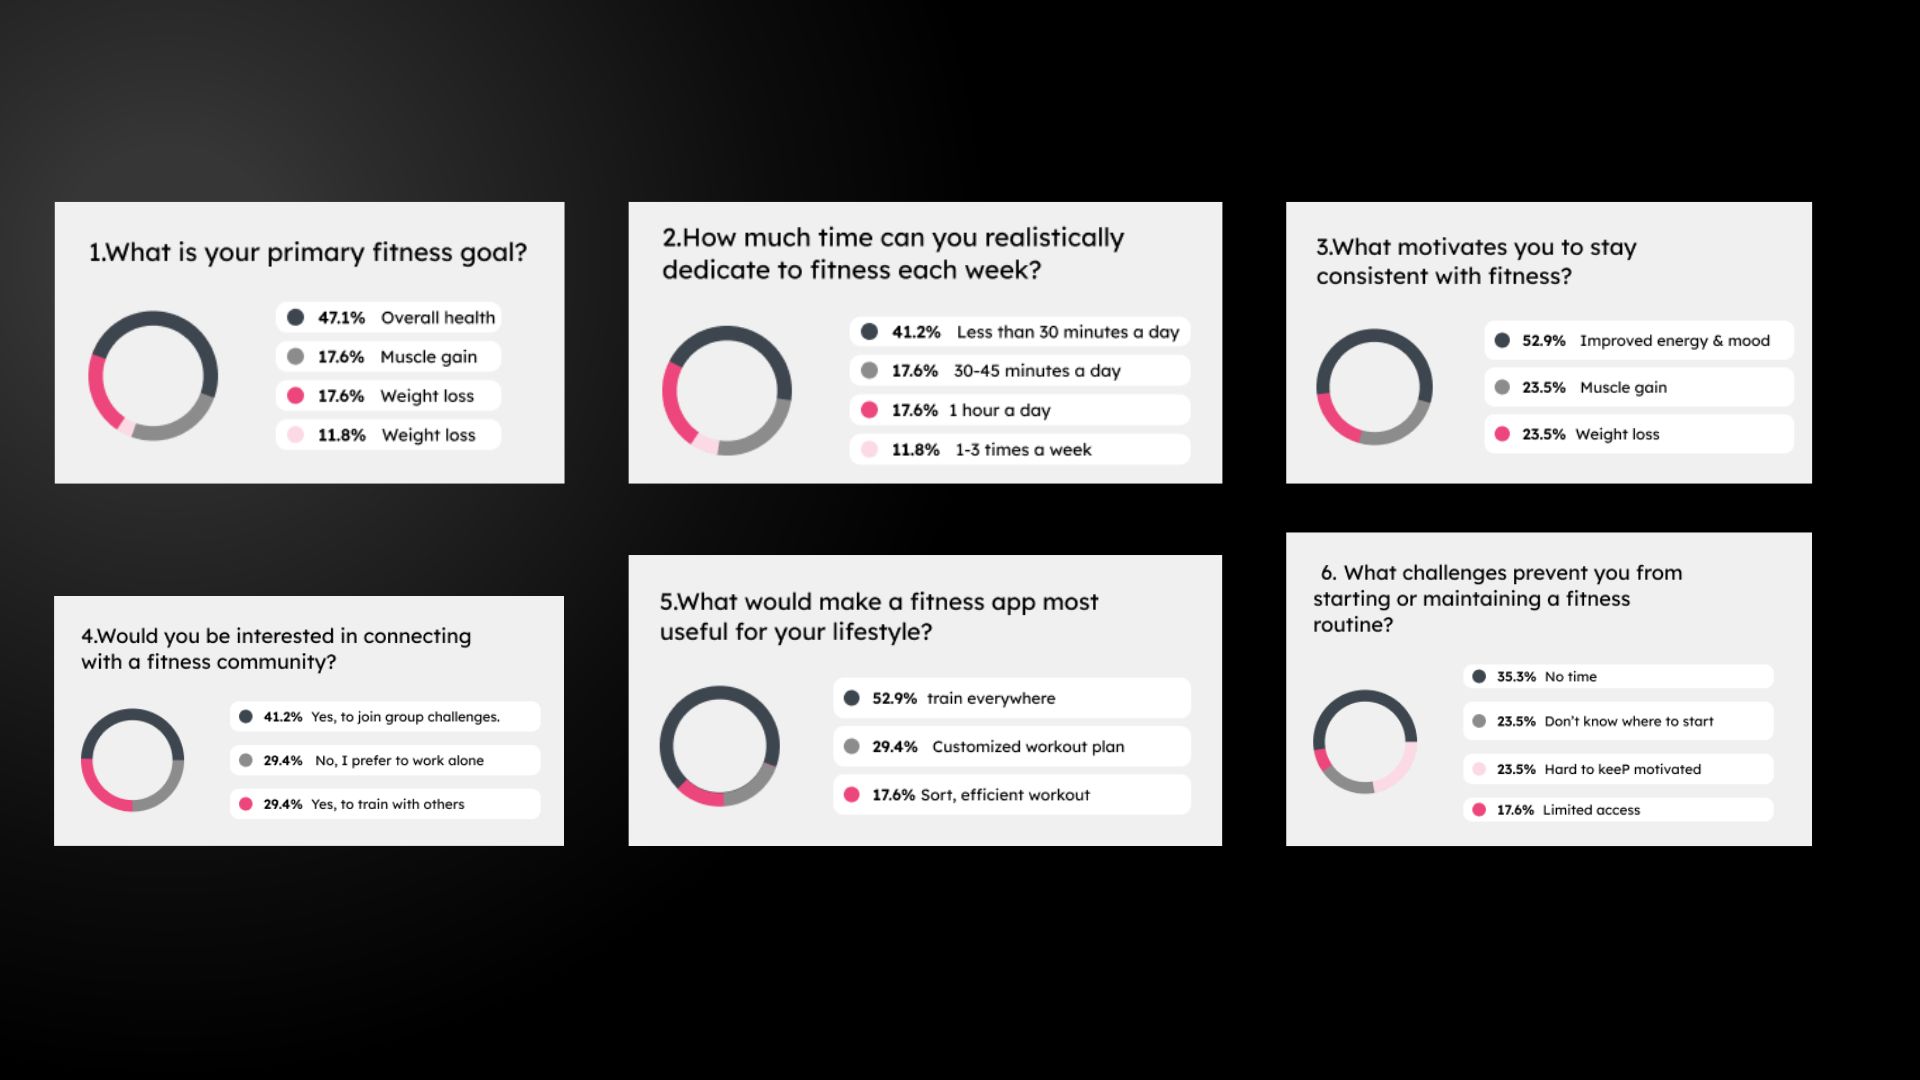 1.What is your primary fitness goal?
47.1% Overall health
17.6% Muscle gain
17.6% Weight loss
11.8% Weight loss
2.How much time can you realistically
dedicate to fitness each week?
41.2% Less than 30 minutes a day
17.6% 30-45 minutes a day
17.6% 1 hour a day
11.8% 1-3 times a week
3.What motivates you to stay
consistent with fitness?
52.9% Improved energy & mood
23.5% Muscle gain
23.5% Weight loss
4.Would you be interested in connecting
with a fitness community?
41.2% Yes, to join group challenges.
29.4% No, I prefer to work alone
29.4% Yes, to train with others
5.What would make a fitness app most
useful for your lifestyle?
52.9% train everywhere
29.4% Customized workout plan
17.6% Sort, efficient workout
6. What challenges prevent you from
starting or maintaining a fitness
routine?
35.3% No time
23.5% Don't know where to start
23.5% Hard to keeP motivated
17.6% Limited access